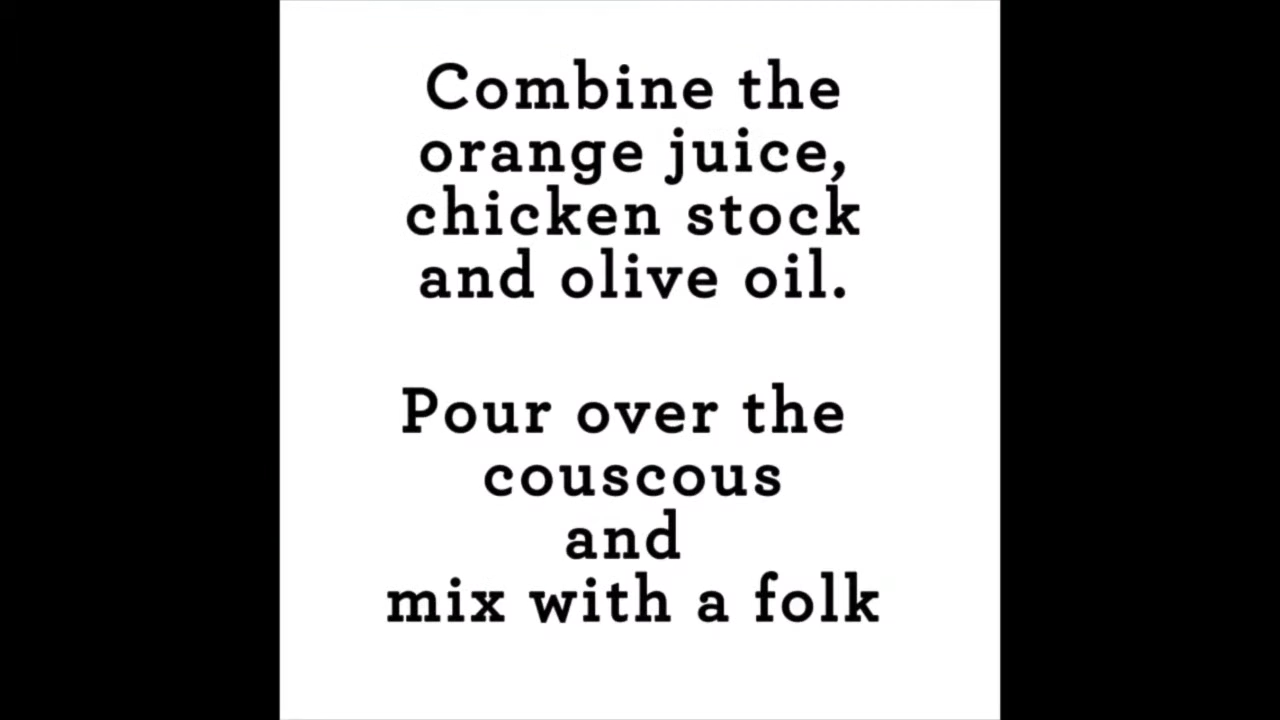 Combine the
orange juice,
chicken stock
and olive oil.
Pour over the
couscous
and
mix with a folk